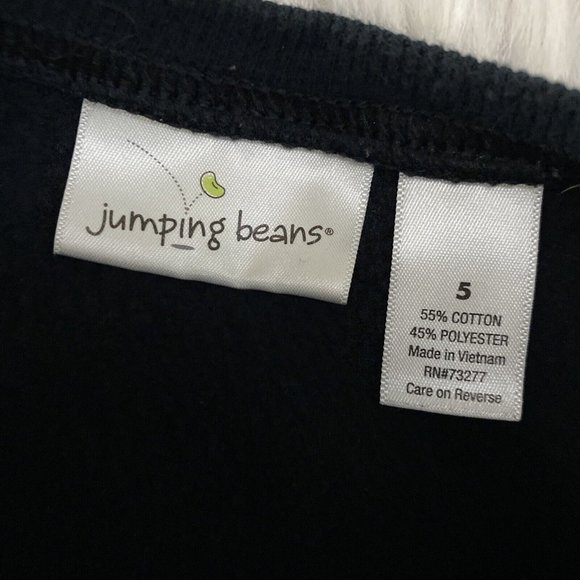 jumping beans®
5
55% COTTON
45% POLYESTER
Made in Vietnam
RN#73277
Care on Reverse